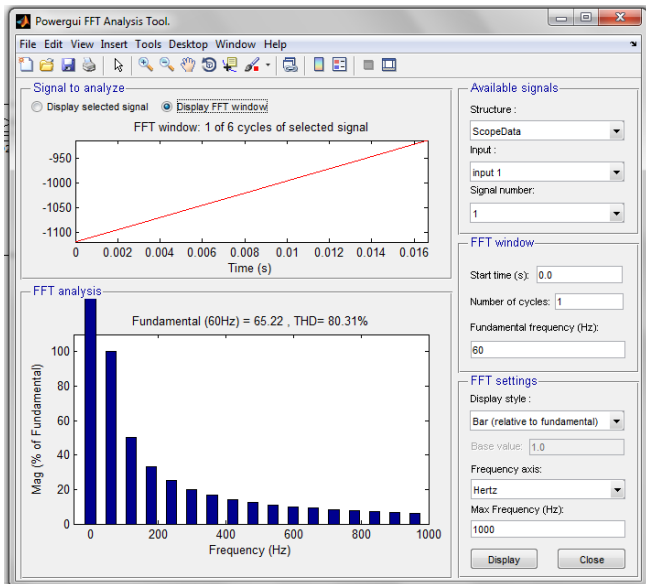 Powergui FFT Analysis Tool.
File Edit View Insert Tools Desktop Window Help
Signal to analyze
Display selected signal Display FFT window
FFT window: 1 of 6 cycles of selected signal
-950
-1000
-1050
-1100
0 0.002 0.004 0.006 0.008 0.01 0.012 0.014 0.016
Time (s)
FFT analysis
Fundamental (60Hz) = 65.22 , THD= 80.31%
100
80
60
40
20
0
Mag (% of Fundamental)
0 200 400 600 800 1000
Frequency (Hz)
Available signals
Structure :
ScopeData
Input :
input 1
Signal number:
1
FFT window
Start time (s): 0.0
Number of cycles: 1
Fundamental frequency (Hz):
60
FFT settings
Display style :
Bar (relative to fundamental)
Base value: 1.0
Frequency axis:
Hertz
Max Frequency (Hz):
1000
Display Close